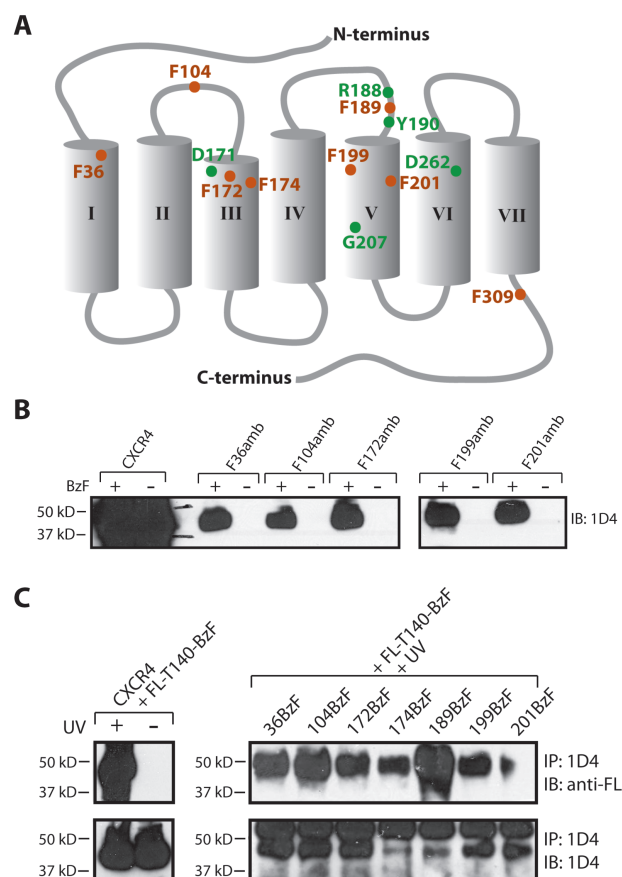 A
N-terminus
F104
R188
F189
Y190
D171
F36
F172
F174
F199
D262
F201
I
II
III
IV
V
VI
VII
G207
F309
C-terminus
B
CXCR4
F36amb
F104amb
F172amb
F199amb
F201amb
BzF + – + – + – + – + – + –
50 kD
37 kD
IB: 1D4
C
CXCR4
+ FL-T140-BzF
+ FL-T140-BzF
+ UV
36BzF
104BzF
172BzF
174BzF
189BzF
199BzF
201BzF
UV + –
50 kD
37 kD
50 kD
37 kD
IP: 1D4
IB: anti-FL
50 kD
37 kD
50 kD
37 kD
IP: 1D4
IB: 1D4